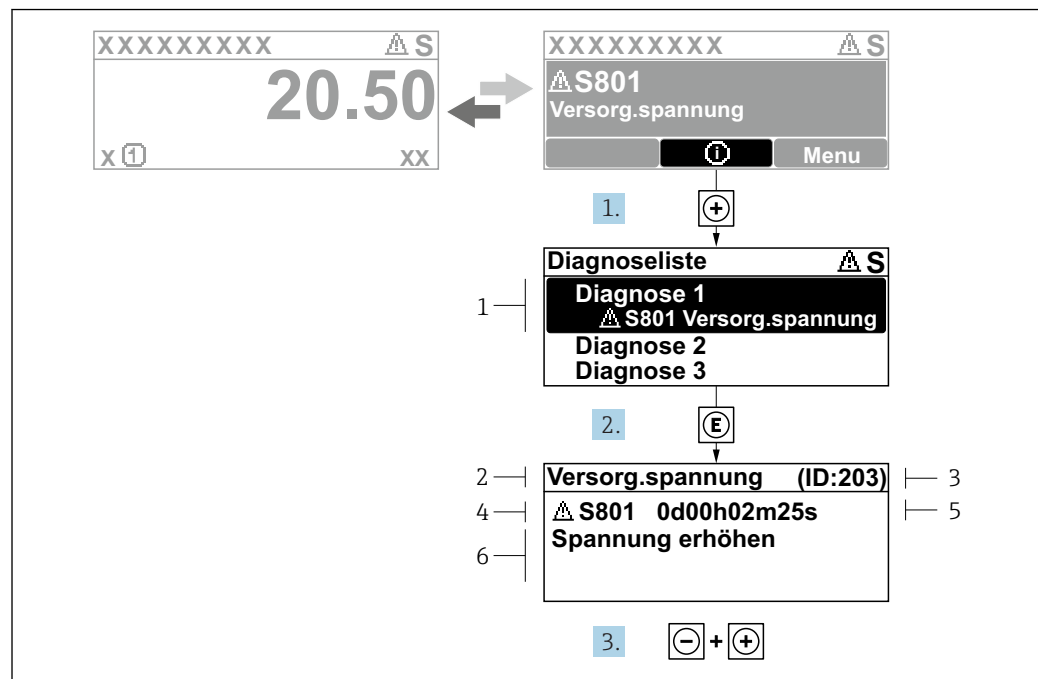 XXXXXXXXX ⚠ S
20.50
x ① xx
XXXXXXXXX ⚠ S
⚠ S801
Versorg.spannung
ⓘ Menu
1. +
Diagnoseliste ⚠ S
1
Diagnose 1
⚠ S801 Versorg.spannung
Diagnose 2
Diagnose 3
2. E
2 Versorg.spannung (ID:203) 3
4 ⚠ S801 0d00h02m25s 5
6 Spannung erhöhen
3. - + +